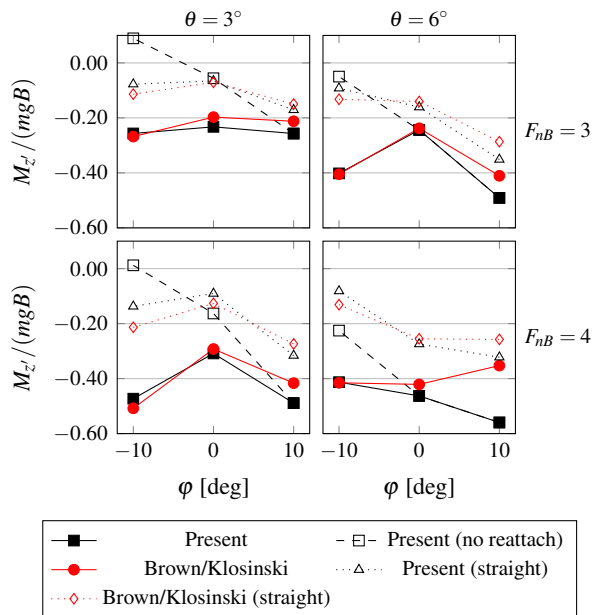 θ = 3° θ = 6°
0.00
−0.20
−0.40
−0.60
M_z′/(mgB)
F_nB = 3
0.00
−0.20
−0.40
−0.60
M_z′/(mgB)
F_nB = 4
−10 0 10 −10 0 10
φ [deg] φ [deg]
Present Present (no reattach)
Brown/Klosinski Present (straight)
Brown/Klosinski (straight)